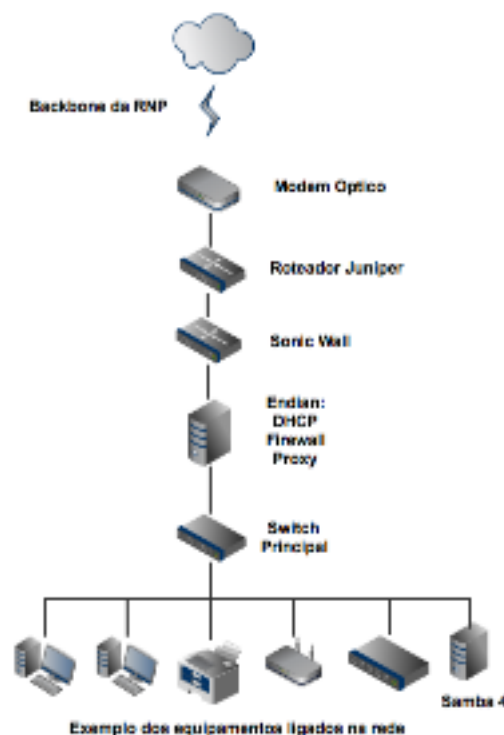 Backbone da RNP
Modem Optico
Roteador Juniper
Sonic Wall
Endian:
DHCP
Firewall
Proxy
Switch
Principal
Samba 4
Exemplo dos equipamentos ligados na rede